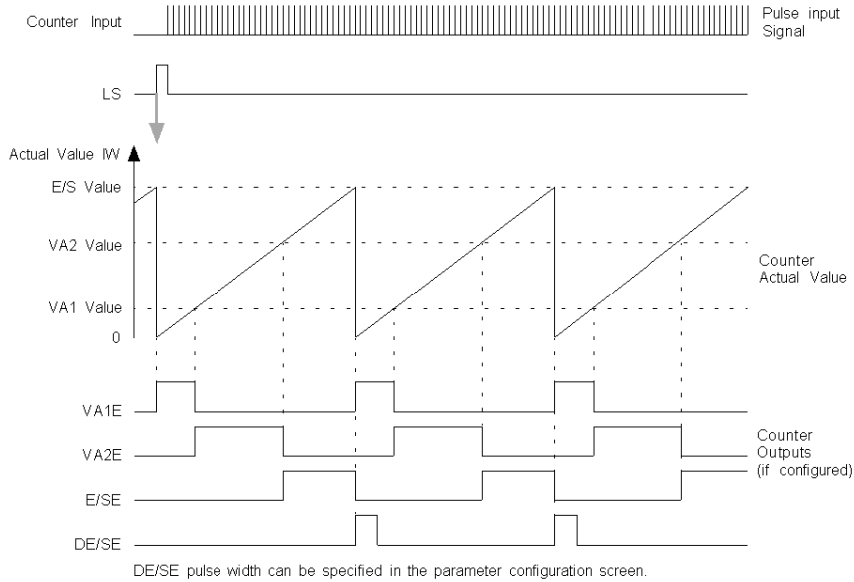 Counter Input
Pulse input
Signal
LS
Actual Value IW
E/S Value
VA2 Value
Counter
Actual Value
VA1 Value
0
VA1E
VA2E
Counter
Outputs
(if configured)
E/SE
DE/SE
DE/SE pulse width can be specified in the parameter configuration screen.